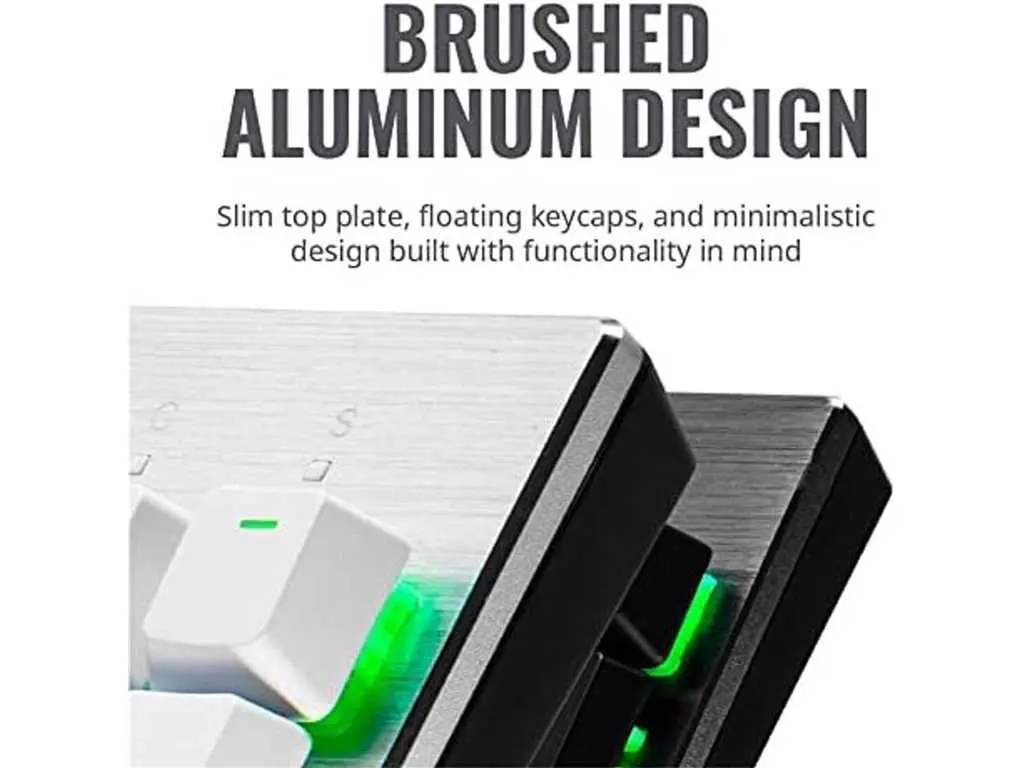 BRUSHED
ALUMINUM DESIGN
Slim top plate, floating keycaps, and minimalistic
design built with functionality in mind
C S